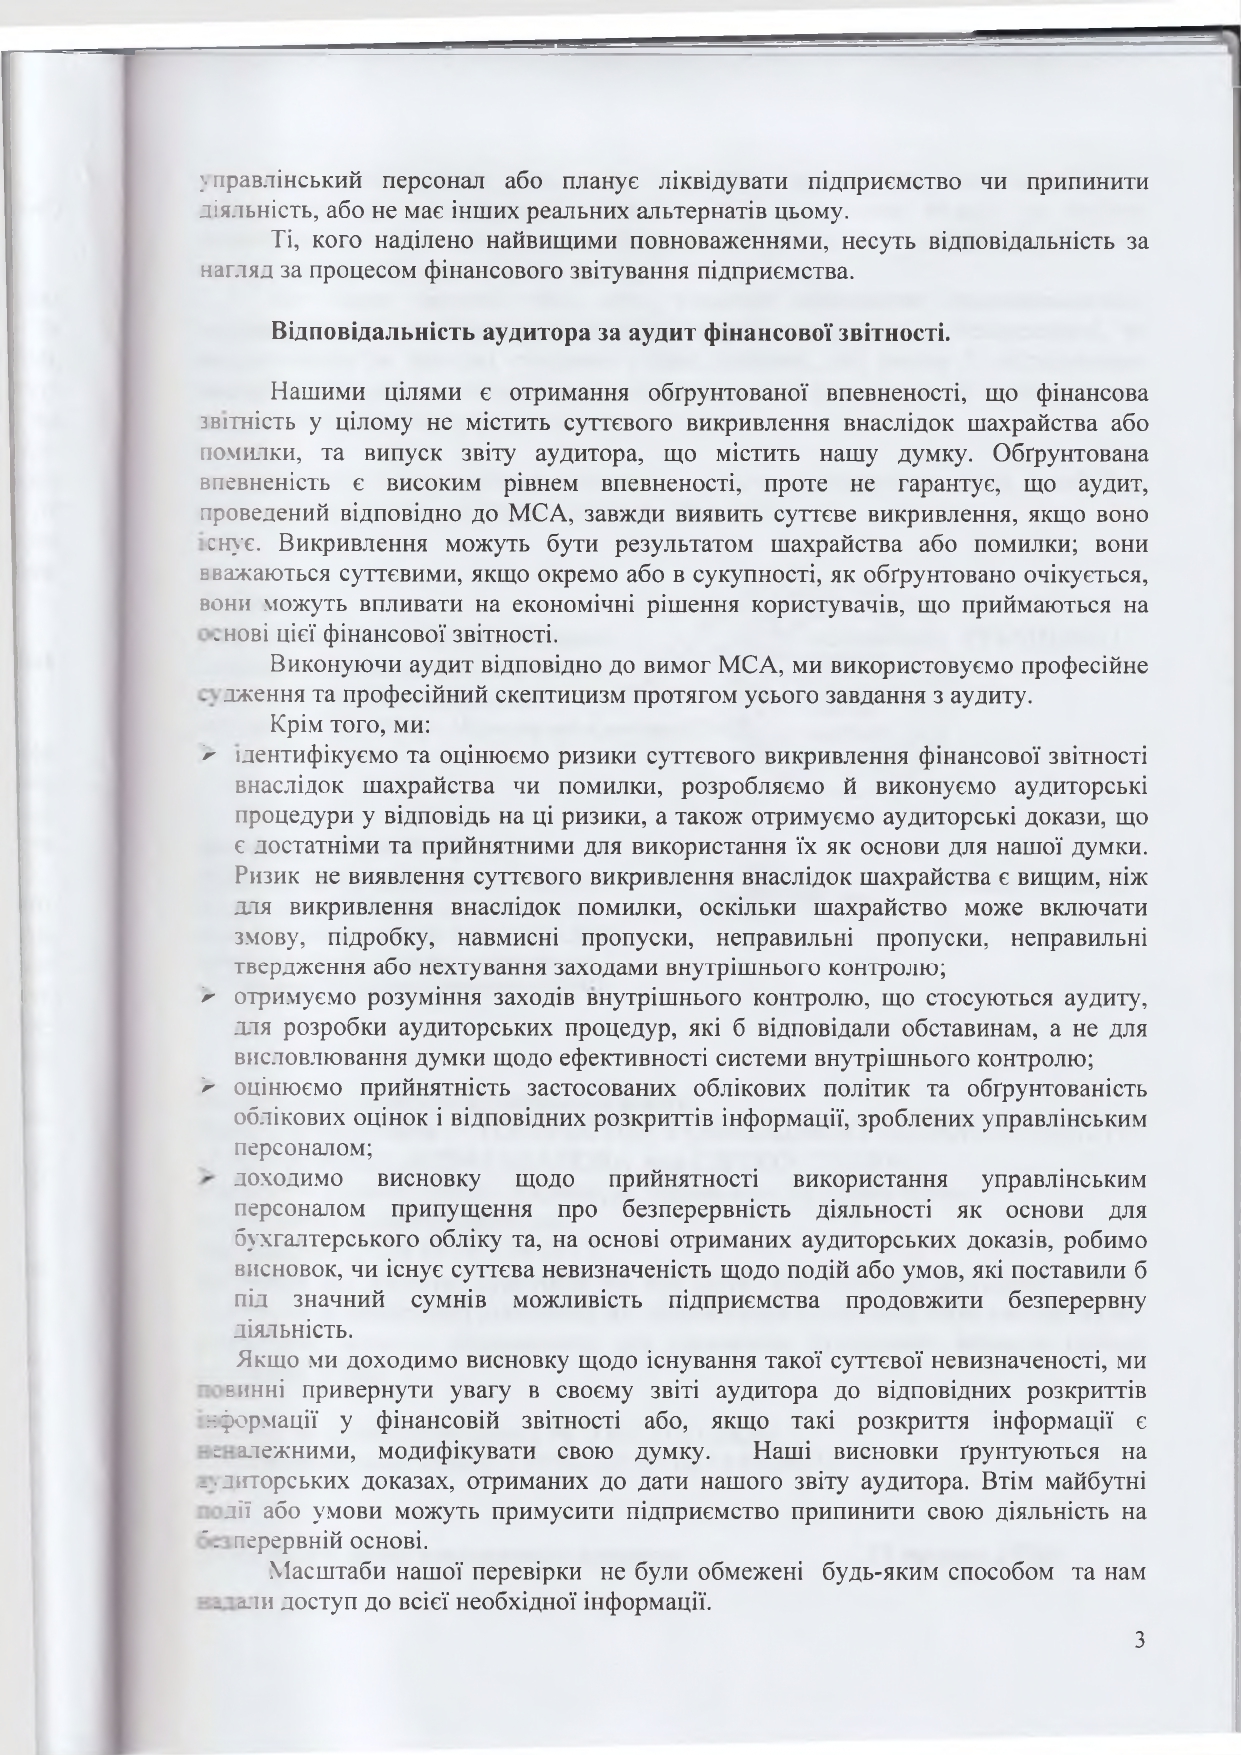 управлінський персонал або планує ліквідувати підприємство чи припинити
діяльність, або не має інших реальних альтернатів цьому.
Ті, кого наділено найвищими повноваженнями, несуть відповідальність за
нагляд за процесом фінансового звітування підприємства.
Відповідальність аудитора за аудит фінансової звітності.
Нашими цілями є отримання обґрунтованої впевненості, що фінансова
звітність у цілому не містить суттєвого викривлення внаслідок шахрайства або
помилки, та випуск звіту аудитора, що містить нашу думку. Обґрунтована
впевненість є високим рівнем впевненості, проте не гарантує, що аудит,
проведений відповідно до МСА, завжди виявить суттєве викривлення, якщо воно
існує. Викривлення можуть бути результатом шахрайства або помилки; вони
вважаються суттєвими, якщо окремо або в сукупності, як обґрунтовано очікується,
вони можуть впливати на економічні рішення користувачів, що приймаються на
основі цієї фінансової звітності.
Виконуючи аудит відповідно до вимог МСА, ми використовуємо професійне
судження та професійний скептицизм протягом усього завдання з аудиту.
Крім того, ми:
➢ ідентифікуємо та оцінюємо ризики суттєвого викривлення фінансової звітності
внаслідок шахрайства чи помилки, розробляємо й виконуємо аудиторські
процедури у відповідь на ці ризики, а також отримуємо аудиторські докази, що
є достатніми та прийнятними для використання їх як основи для нашої думки.
Ризик не виявлення суттєвого викривлення внаслідок шахрайства є вищим, ніж
для викривлення внаслідок помилки, оскільки шахрайство може включати
змову, підробку, навмисні пропуски, неправильні пропуски, неправильні
твердження або нехтування заходами внутрішнього контролю;
➢ отримуємо розуміння заходів внутрішнього контролю, що стосуються аудиту,
для розробки аудиторських процедур, які б відповідали обставинам, а не для
висловлювання думки щодо ефективності системи внутрішнього контролю;
➢ оцінюємо прийнятність застосованих облікових політик та обґрунтованість
облікових оцінок і відповідних розкриттів інформації, зроблених управлінським
персоналом;
➢ доходимо висновку щодо прийнятності використання управлінським
персоналом припущення про безперервність діяльності як основи для
бухгалтерського обліку та, на основі отриманих аудиторських доказів, робимо
висновок, чи існує суттєва невизначеність щодо подій або умов, які поставили б
під значний сумнів можливість підприємства продовжити безперервну
діяльність.
Якщо ми доходимо висновку щодо існування такої суттєвої невизначеності, ми
повинні привернути увагу в своєму звіті аудитора до відповідних розкриттів
інформації у фінансовій звітності або, якщо такі розкриття інформації є
неналежними, модифікувати свою думку. Наші висновки ґрунтуються на
аудиторських доказах, отриманих до дати нашого звіту аудитора. Втім майбутні
події або умови можуть примусити підприємство припинити свою діяльність на
безперервній основі.
Масштаби нашої перевірки не були обмежені будь-яким способом та нам
надали доступ до всієї необхідної інформації.
3